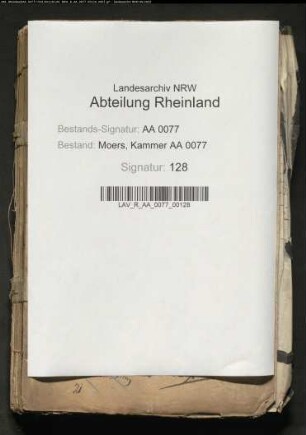 Landesarchiv NRW
Abteilung Rheinland
Bestands-Signatur: AA 0077
Bestand: Moers, Kammer AA 0077
Signatur: 128
LAV_R_AA_0077_00128